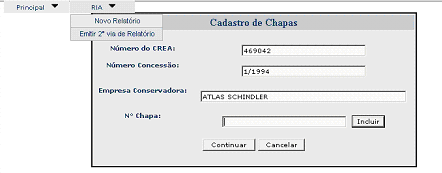 Principal RIA
Novo Relatório
Emitir 2ª via de Relatório
Cadastro de Chapas
Número do CREA: 469042
Número Concessão: 1/1994
Empresa Conservadora: ATLAS SCHINDLER
Nº Chapa: Incluir
Continuar Cancelar